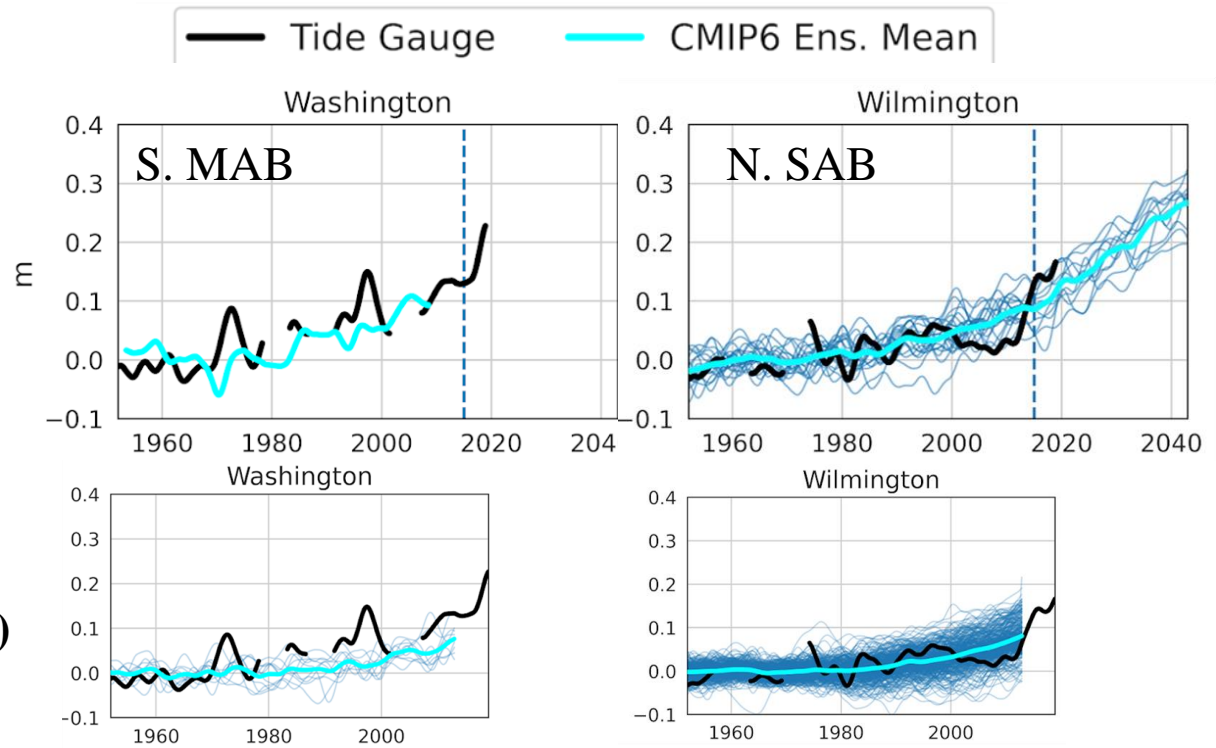 Tide Gauge CMIP6 Ens. Mean
Washington Wilmington
S. MAB N. SAB
0.4 0.4
0.3 0.3
0.2 0.2
m
0.1 0.1
0.0 0.0
−0.1 −0.1
1960 1980 2000 2020 204 1960 1980 2000 2020 2040
Washington Wilmington
0.4 0.4
0.3 0.3
0.2 0.2
)
0.1 0.1
0.0 0.0
-0.1 −0.1
1960 1980 2000 1960 1980 2000